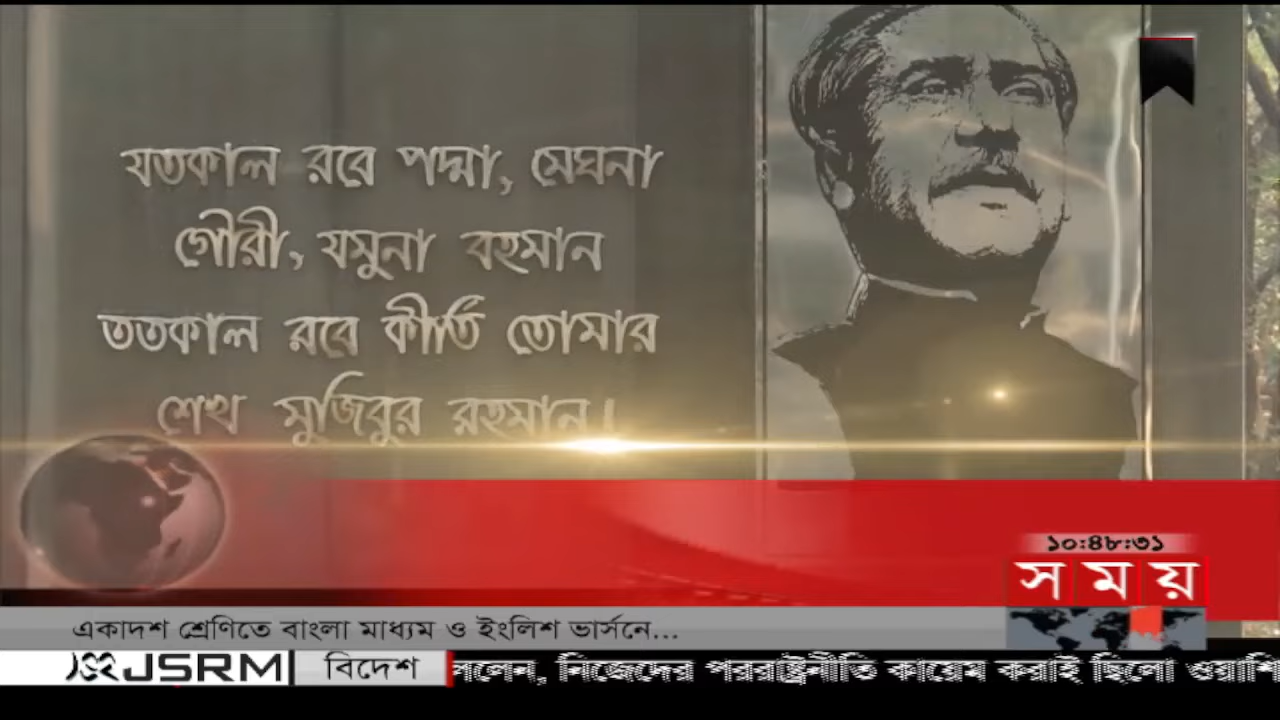 যতকাল রবে পদ্মা, মেঘনা
গৌরী, যমুনা বহমান
ততকাল রবে কীর্তি তোমার
শেখ মুজিবুর রহমান।
১০:৪৮:৩১
সময়
একাদশ শ্রেণিতে বাংলা মাধ্যম ও ইংলিশ ভার্সনে...
JSRM বিদেশ নিজেদের পররাষ্ট্রনীতি কায়েম করাই ছিলো